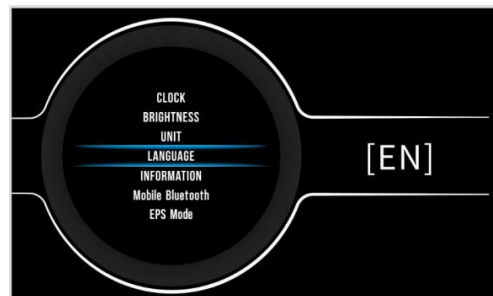 CLOCK
BRIGHTNESS
UNIT
LANGUAGE
INFORMATION
Mobile Bluetooth
EPS Mode
[EN]